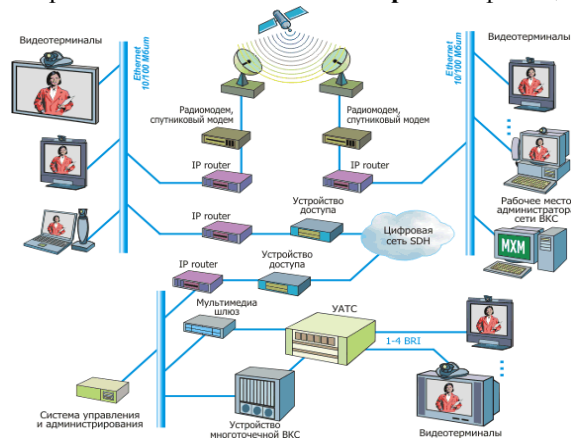 Видеотерминалы
Ethernet
10/100 Мбит
Ethernet
10/100 Мбит
Видеотерминалы
Радиомодем,
спутниковый модем
Радиомодем,
спутниковый модем
IP router
IP router
Рабочее место
администратора
сети ВКС
IP router
Устройство
доступа
Цифровая
сеть SDH
MXM
IP router
Устройство
доступа
Мультимедиа
шлюз
УАТС
1-4 BRI
Система управления
и администрирования
Устройство
многоточечной ВКС
Видеотерминалы